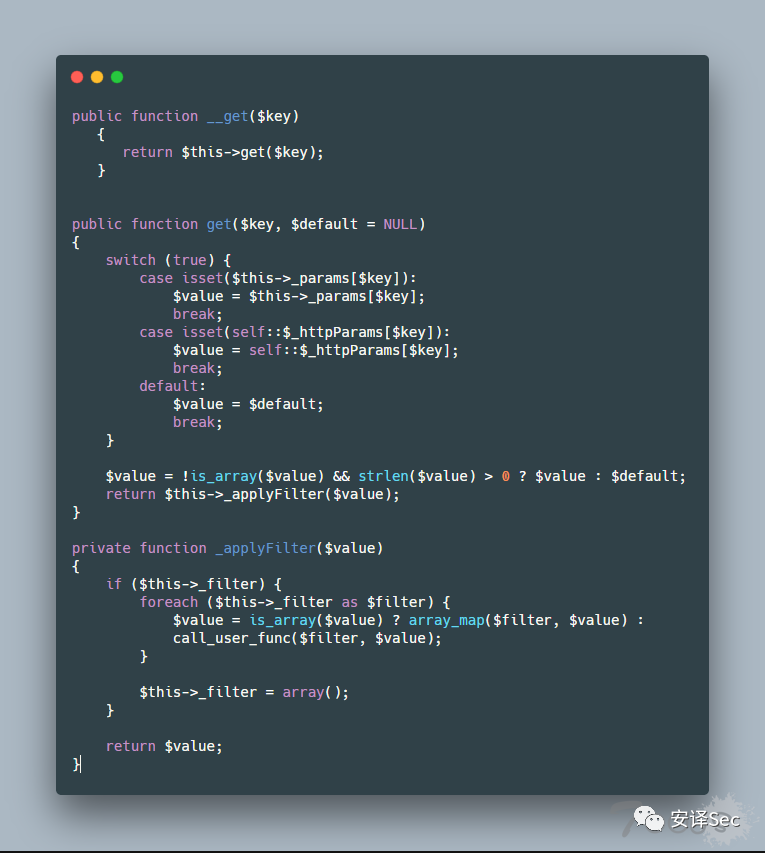 public function __get($key)
{
return $this->get($key);
}
public function get($key, $default = NULL)
{
switch (true) {
case isset($this->_params[$key]):
$value = $this->_params[$key];
break;
case isset(self::$_httpParams[$key]):
$value = self::$_httpParams[$key];
break;
default:
$value = $default;
break;
}
$value = !is_array($value) && strlen($value) > 0 ? $value : $default;
return $this->_applyFilter($value);
}
private function _applyFilter($value)
{
if ($this->_filter) {
foreach ($this->_filter as $filter) {
$value = is_array($value) ? array_map($filter, $value) :
call_user_func($filter, $value);
}
$this->_filter = array();
}
return $value;
}
安译Sec